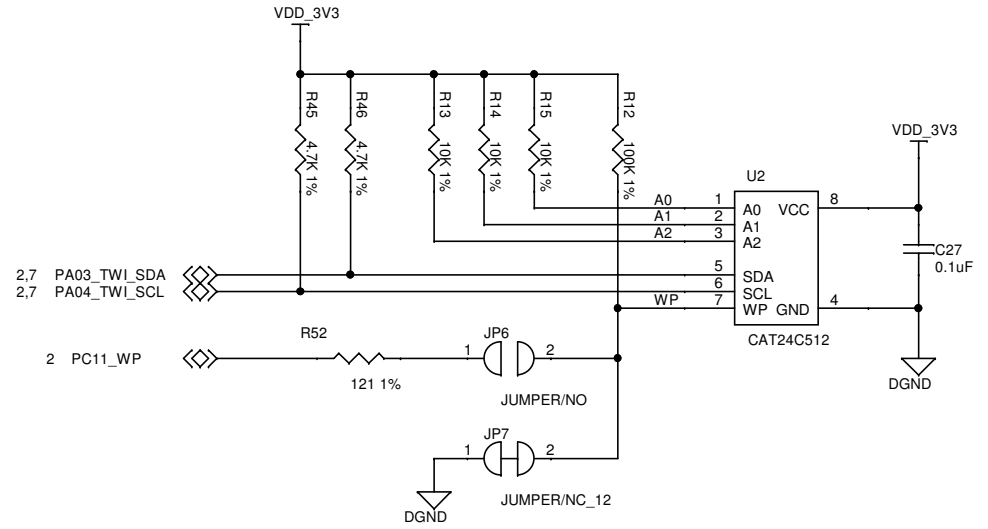 VDD_3V3
R45
4.7K 1%
R46
4.7K 1%
R13
10K 1%
R14
10K 1%
R15
10K 1%
R12
100K 1%
VDD_3V3
U2
A0 1 A0 VCC 8
A1 2 A1
A2 3 A2
C27
0.1uF
2,7 PA03_TWI_SDA 5 SDA
2,7 PA04_TWI_SCL 6 SCL
WP 7 WP GND 4
CAT24C512
R52
JP6
2 PC11_WP 1 2
121 1%
JUMPER/NO
DGND
JP7
1 2
JUMPER/NC_12
DGND